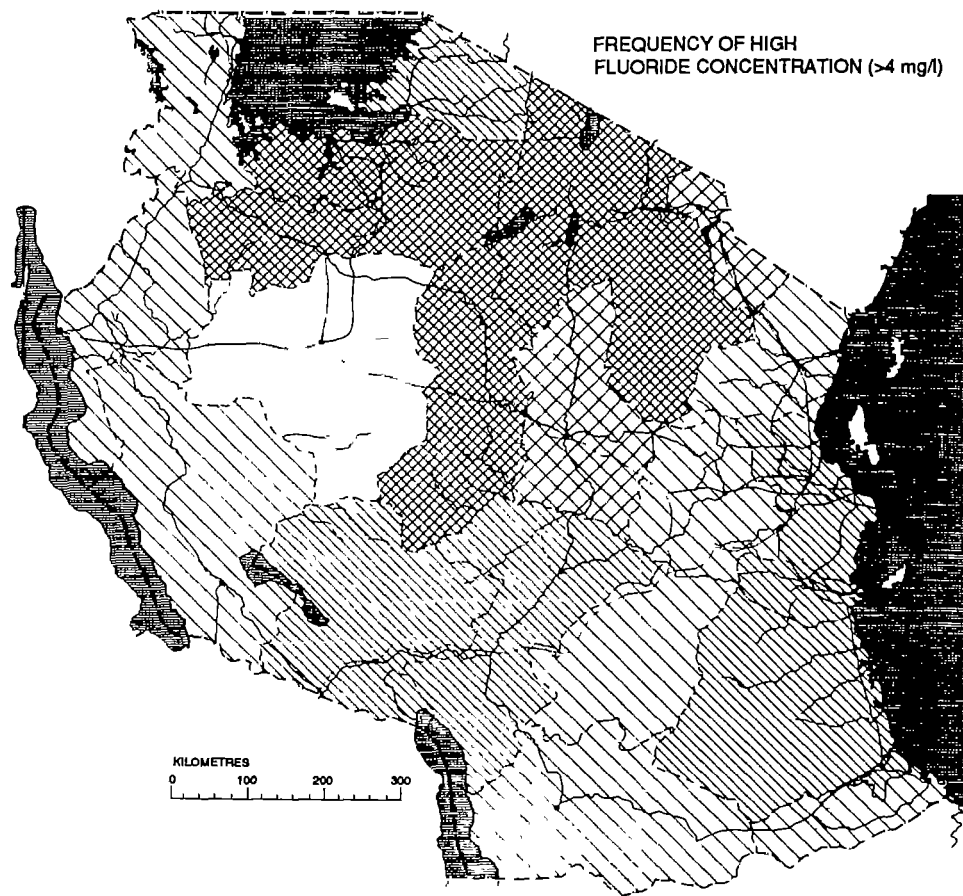 FREQUENCY OF HIGH
FLUORIDE CONCENTRATION (>4 mg/l)
KILOMETRES
0 100 200 300